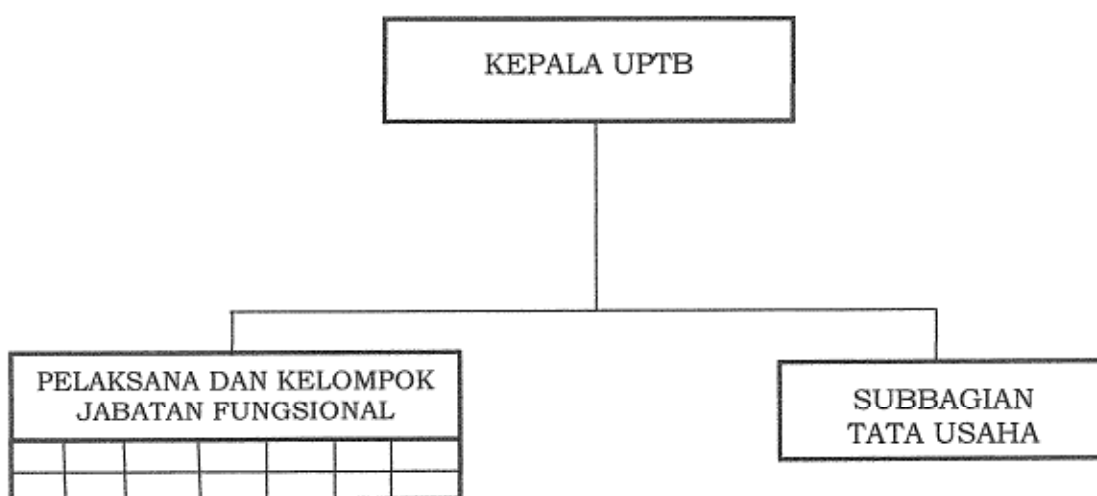 KEPALA UPTB
PELAKSANA DAN KELOMPOK
JABATAN FUNGSIONAL
SUBBAGIAN
TATA USAHA